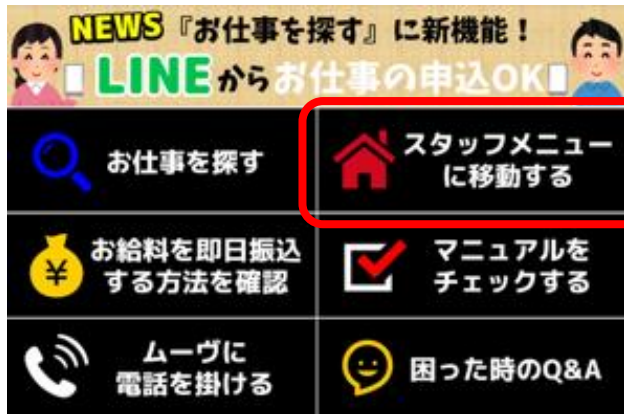 NEWS『お仕事を探す』に新機能！
LINEからお仕事の申込OK
お仕事を探す
スタッフメニュー
に移動する
お給料を即日振込
する方法を確認
マニュアルを
チェックする
ムーヴに
電話を掛ける
困った時のQ&A
¥